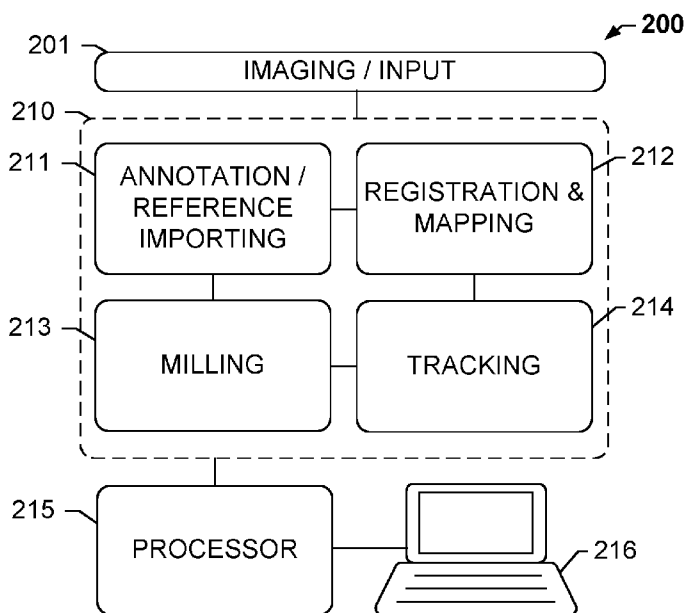 200
201
IMAGING / INPUT
210
211
ANNOTATION /
REFERENCE
IMPORTING
REGISTRATION &
MAPPING
212
213
MILLING
TRACKING
214
215
PROCESSOR
216